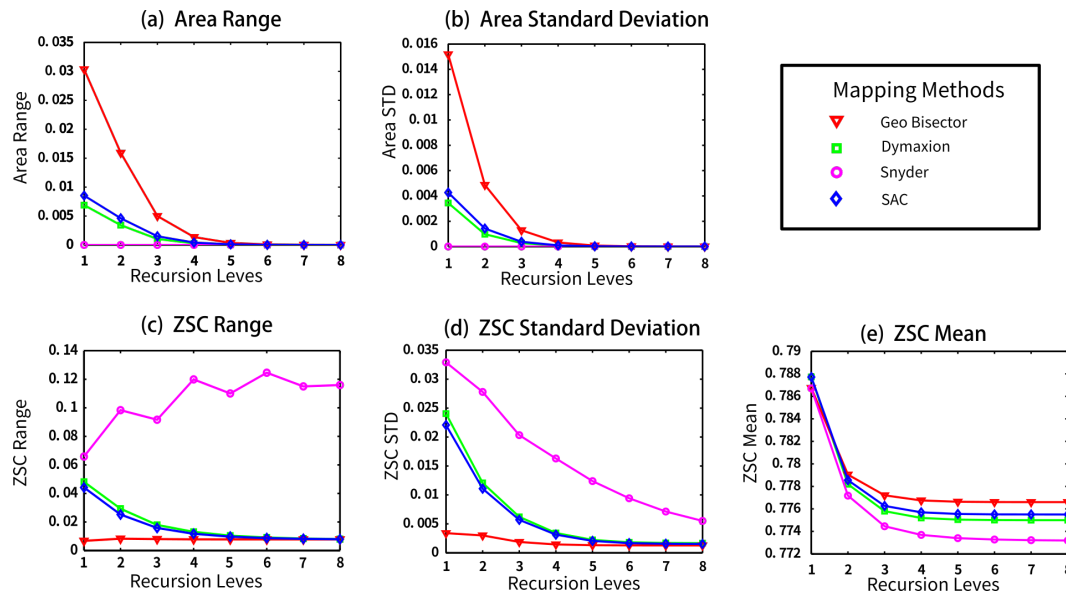 (a) Area Range
0. 035
0. 03
0. 025
0. 02
0. 015
0. 01
0. 005
0
Area Range
1 2 3 4 5 6 7 8
Recursion Leves
(b) Area Standard Deviation
0. 016
0. 014
0. 012
0. 01
0. 008
0. 006
0. 004
0. 002
0. 000
Area STD
1 2 3 4 5 6 7 8
Recursion Leves
Mapping Methods
Geo Bisector
Dymaxion
Snyder
SAC
(c) ZSC Range
0. 14
0. 12
0. 1
0. 08
0. 06
0. 04
0. 02
0
ZSC Range
1 2 3 4 5 6 7 8
Recursion Leves
(d) ZSC Standard Deviation
0. 035
0. 03
0. 025
0. 02
0. 015
0. 01
0. 005
0
ZSC STD
1 2 3 4 5 6 7 8
Recursion Leves
(e) ZSC Mean
0. 79
0. 788
0. 786
0. 784
0. 782
0. 78
0. 778
0. 776
0. 774
0. 772
ZSC Mean
1 2 3 4 5 6 7 8
Recursion Leves